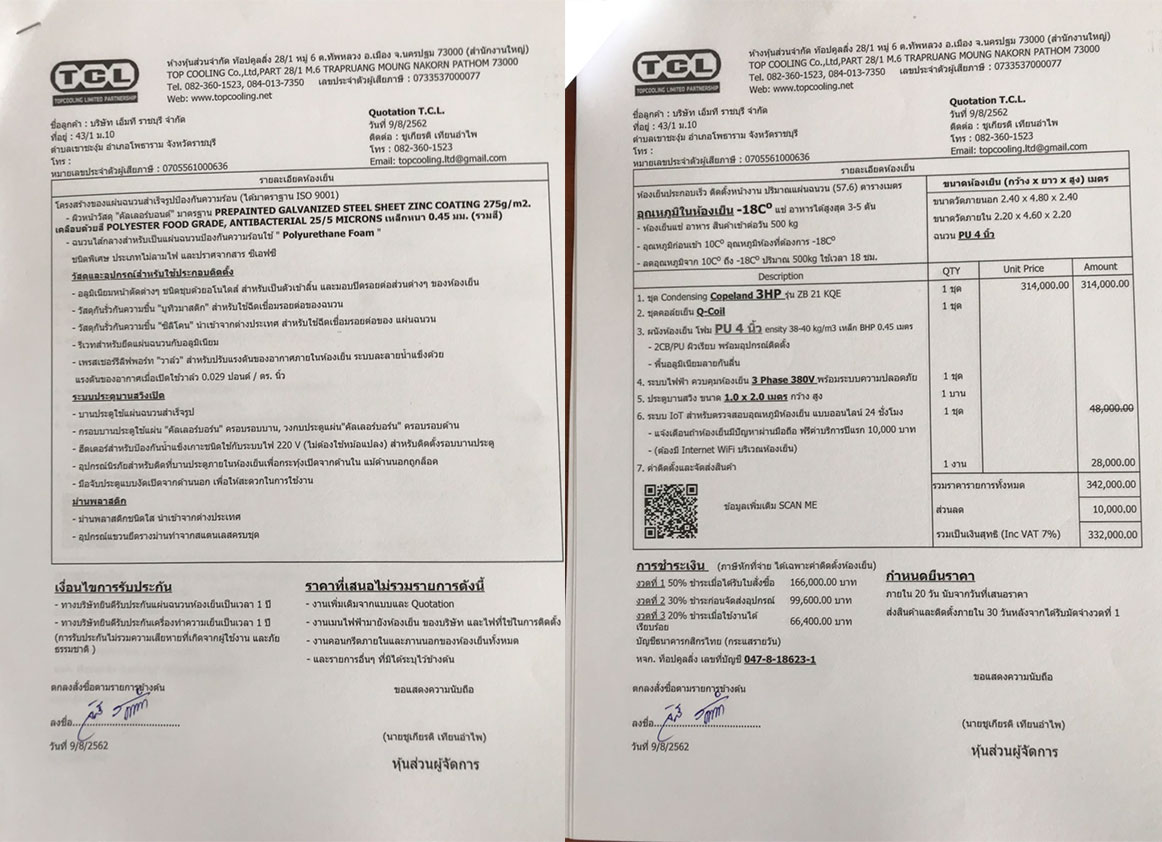 TCL
TOPCOOLING LIMITED PARTNERSHIP
ห้างหุ้นส่วนจำกัด ท้อปคูลลิ่ง 28/1 หมู่ 6 ต.ทัพหลวง อ.เมือง จ.นครปฐม 73000 (สำนักงานใหญ่)
TOP COOLING Co.,Ltd,PART 28/1 M.6 TRAPRUANG MOUNG NAKORN PATHOM 73000
Tel. 082-360-1523, 084-013-7350 เลขประจำตัวผู้เสียภาษี : 0733537000077
Web: www.topcooling.net
Quotation T.C.L.
ชื่อลูกค้า : บริษัท เอ็มที ราชบุรี จำกัด
วันที่ 9/8/2562
ที่อยู่ : 43/1 ม.10
ติดต่อ : ชูเกียรติ เทียนอำไพ
ตำบลเขาชะงุ้ม อำเภอโพธาราม จังหวัดราชบุรี
โทร : 082-360-1523
โทร :
Email: topcooling.ltd@gmail.com
หมายเลขประจำตัวผู้เสียภาษี : 0705561000636
รายละเอียดห้องเย็น
โครงสร้างของแผ่นฉนวนสำเร็จรูปป้องกันความร้อน (ได้มาตราฐาน ISO 9001)
- ผิวหน้าวัสดุ "คัลเลอร์บอนด์" มาตรฐาน PREPAINTED GALVANIZED STEEL SHEET ZINC COATING 275g/m2.
เคลือบด้วยสี POLYESTER FOOD GRADE, ANTIBACTERIAL 25/5 MICRONS เหล็กหนา 0.45 มม. (รวมสี)
- ฉนวนไส้กลางสำหรับเป็นแผ่นฉนวนป้องกันความร้อนใช้ " Polyurethane Foam "
ชนิดพิเศษ ประเภทไม่ลามไฟ และปราศจากสาร ซีเอฟซี
วัสดุและอุปกรณ์สำหรับใช้ประกอบติดตั้ง
- อลูมิเนียมหน้าตัดต่างๆ ชนิดชุบด้วยอโนไดส์ สำหรับเป็นตัวเข้าลิ้น และมอบปิดรอยต่อส่วนต่างๆ ของห้องเย็น
- วัสดุกันรั่วกันความชื้น "บูทิวมาสติก" สำหรับใช้ฉีดเชื่อมรอยต่อของฉนวน
- วัสดุกันรั่วกันความชื้น "ซิลิโคน" นำเข้าจากต่างประเทศ สำหรับใช้ฉีดเชื่อมรอยต่อของ แผ่นฉนวน
- รีเวทสำหรับยึดแผ่นฉนวนกับอลูมิเนียม
- เพรสเซอร์รีลิฟพอร์ท "วาล์ว" สำหรับปรับแรงดันของอากาศภายในห้องเย็น ระบบละลายน้ำแข็งด้วย
แรงดันของอากาศเมื่อเปิดใช้วาล์ว 0.029 ปอนด์ / ตร. นิ้ว
ระบบประตูบานสวิงเปิด
- บานประตูใช้แผ่นฉนวนสำเร็จรูป
- กรอบบานประตูใช้แผ่น "คัลเลอร์บอร์น" ครอบรอบบาน, วงกบประตูแผ่น"คัลเลอร์บอร์น" ครอบรอบด้าน
- ฮีตเตอร์สำหรับป้องกันน้ำแข็งเกาะชนิดใช้กับระบบไฟ 220 V (ไม่ต้องใช้หม้อแปลง) สำหรับติดตั้งรอบบานประตู
- อุปกรณ์นิรภัยสำหรับติดที่บานประตูภายในห้องเย็นเพื่อกระทุ้งเปิดจากด้านใน แม้ด้านนอกถูกล็อค
- มือจับประตูแบบงัดเปิดจากด้านนอก เพื่อให้สะดวกในการใช้งาน
ม่านพลาสติก
- ม่านพลาสติกชนิดใส นำเข้าจากต่างประเทศ
- อุปกรณ์แขวนยึดรางม่านทำจากสแตนเลสครบชุด
เงื่อนไขการรับประกัน
- ทางบริษัทยินดีรับประกันแผ่นฉนวนห้องเย็นเป็นเวลา 1 ปี
- ทางบริษัทยินดีรับประกันเครื่องทำความเย็นเป็นเวลา 1 ปี
(การรับประกันไม่รวมความเสียหายที่เกิดจากผู้ใช้งาน และภัย
ธรรมชาติ )
ราคาที่เสนอไม่รวมรายการดังนี้
- งานเพิ่มเติมจากแบบและ Quotation
- งานเมนไฟฟ้ามายังห้องเย็น ของบริษัท และไฟที่ใช้ในการติดตั้ง
- งานคอนกรีตภายในและภานนอกของห้องเย็นทั้งหมด
- และรายการอื่นๆ ที่มิได้ระบุไว้ข้างต้น
ตกลงสั่งซื้อตามรายการข้างต้น
ขอแสดงความนับถือ
ลงชื่อ
วันที่ 9/8/2562
(นายชูเกียรติ เทียนอำไพ)
หุ้นส่วนผู้จัดการ
TCL
TOPCOOLING LIMITED PARTNERSHIP
ห้างหุ้นส่วนจำกัด ท้อปคูลลิ่ง 28/1 หมู่ 6 ต.ทัพหลวง อ.เมือง จ.นครปฐม 73000 (สำนักงานใหญ่)
TOP COOLING Co.,Ltd,PART 28/1 M.6 TRAPRUANG MOUNG NAKORN PATHOM 73000
Tel. 082-360-1523, 084-013-7350 เลขประจำตัวผู้เสียภาษี : 0733537000077
Web: www.topcooling.net
Quotation T.C.L.
ชื่อลูกค้า : บริษัท เอ็มที ราชบุรี จำกัด
วันที่ 9/8/2562
ที่อยู่ : 43/1 ม.10
ติดต่อ : ชูเกียรติ เทียนอำไพ
ตำบลเขาชะงุ้ม อำเภอโพธาราม จังหวัดราชบุรี
โทร : 082-360-1523
โทร :
Email: topcooling.ltd@gmail.com
หมายเลขประจำตัวผู้เสียภาษี : 0705561000636
รายละเอียดห้องเย็น
ห้องเย็นประกอบเร็ว ติดตั้งหน้างาน ปริมาณแผ่นฉนวน (57.6) ตารางเมตร
อุณหภูมิในห้องเย็น -18C⁰ แช่ อาหารได้สูงสุด 3-5 ตัน
- ห้องเย็นแช่ อาหาร สินค้าเข้าต่อวัน 500 kg
- อุณหภูมิก่อนเข้า 10C⁰ อุณหภูมิห้องที่ต้องการ -18C⁰
- ลดอุณหภูมิจาก 10C⁰ ถึง -18C⁰ ปริมาณ 500kg ใช้เวลา 18 ชม.
ขนาดห้องเย็น (กว้าง x ยาว x สูง) เมตร
ขนาดวัดภายนอก 2.40 x 4.80 x 2.40
ขนาดวัดภายใน 2.20 x 4.60 x 2.20
ฉนวน PU 4 นิ้ว
Description QTY Unit Price Amount
1. ชุด Condensing Copeland 3HP รุ่น ZB 21 KQE 1 ชุด 314,000.00 314,000.00
2. ชุดคอล์ยเย็น Q-Coil 1 ชุด
3. ผนังห้องเย็น โฟม PU 4 นิ้ว ensity 38-40 kg/m3 เหล็ก BHP 0.45 เมตร
- 2CB/PU ผิวเรียบ พร้อมอุปกรณ์ติดตั้ง
- พื้นอลูมิเนียมลายกันลื่น
4. ระบบไฟฟ้า ควบคุมห้องเย็น 3 Phase 380V พร้อมระบบความปลอดภัย 1 ชุด
5. ประตูบานสวิง ขนาด 1.0 x 2.0 เมตร กว้าง สูง 1 บาน
6. ระบบ IoT สำหรับตรวจสอบอุณหภูมิห้องเย็น แบบออนไลน์ 24 ชั่วโมง 1 ชุด 48,000.00
- แจ้งเตือนถ้าห้องเย็นมีปัญหาผ่านมือถือ ฟรีค่าบริการปีแรก 10,000 บาท
- (ต้องมี Internet WiFi บริเวณห้องเย็น)
7. ค่าติดตั้งและจัดส่งสินค้า 1 งาน 28,000.00
ข้อมูลเพิ่มเติม SCAN ME
รวมราคารายการทั้งหมด 342,000.00
ส่วนลด 10,000.00
รวมเป็นเงินสุทธิ (Inc VAT 7%) 332,000.00
การชำระเงิน (ภาษีหักที่จ่าย ได้เฉพาะค่าติดตั้งห้องเย็น)
งวดที่ 1 50% ชำระเมื่อได้รับใบสั่งซื้อ 166,000.00 บาท
งวดที่ 2 30% ชำระก่อนจัดส่งอุปกรณ์ 99,600.00 บาท
งวดที่ 3 20% ชำระเมื่อใช้งานได้ 66,400.00 บาท
เรียบร้อย
บัญชีธนาคารกสิกรไทย (กระแสรายวัน)
หจก. ท้อปคูลลิ่ง เลขที่บัญชี 047-8-18623-1
กำหนดยืนราคา
ภายใน 20 วัน นับจากวันที่เสนอราคา
ส่งสินค้าและติดตั้งภายใน 30 วันหลังจากได้รับมัดจำงวดที่ 1
ขอแสดงความนับถือ
ตกลงสั่งซื้อตามรายการข้างต้น
ลงชื่อ
วันที่ 9/8/2562
(นายชูเกียรติ เทียนอำไพ)
หุ้นส่วนผู้จัดการ